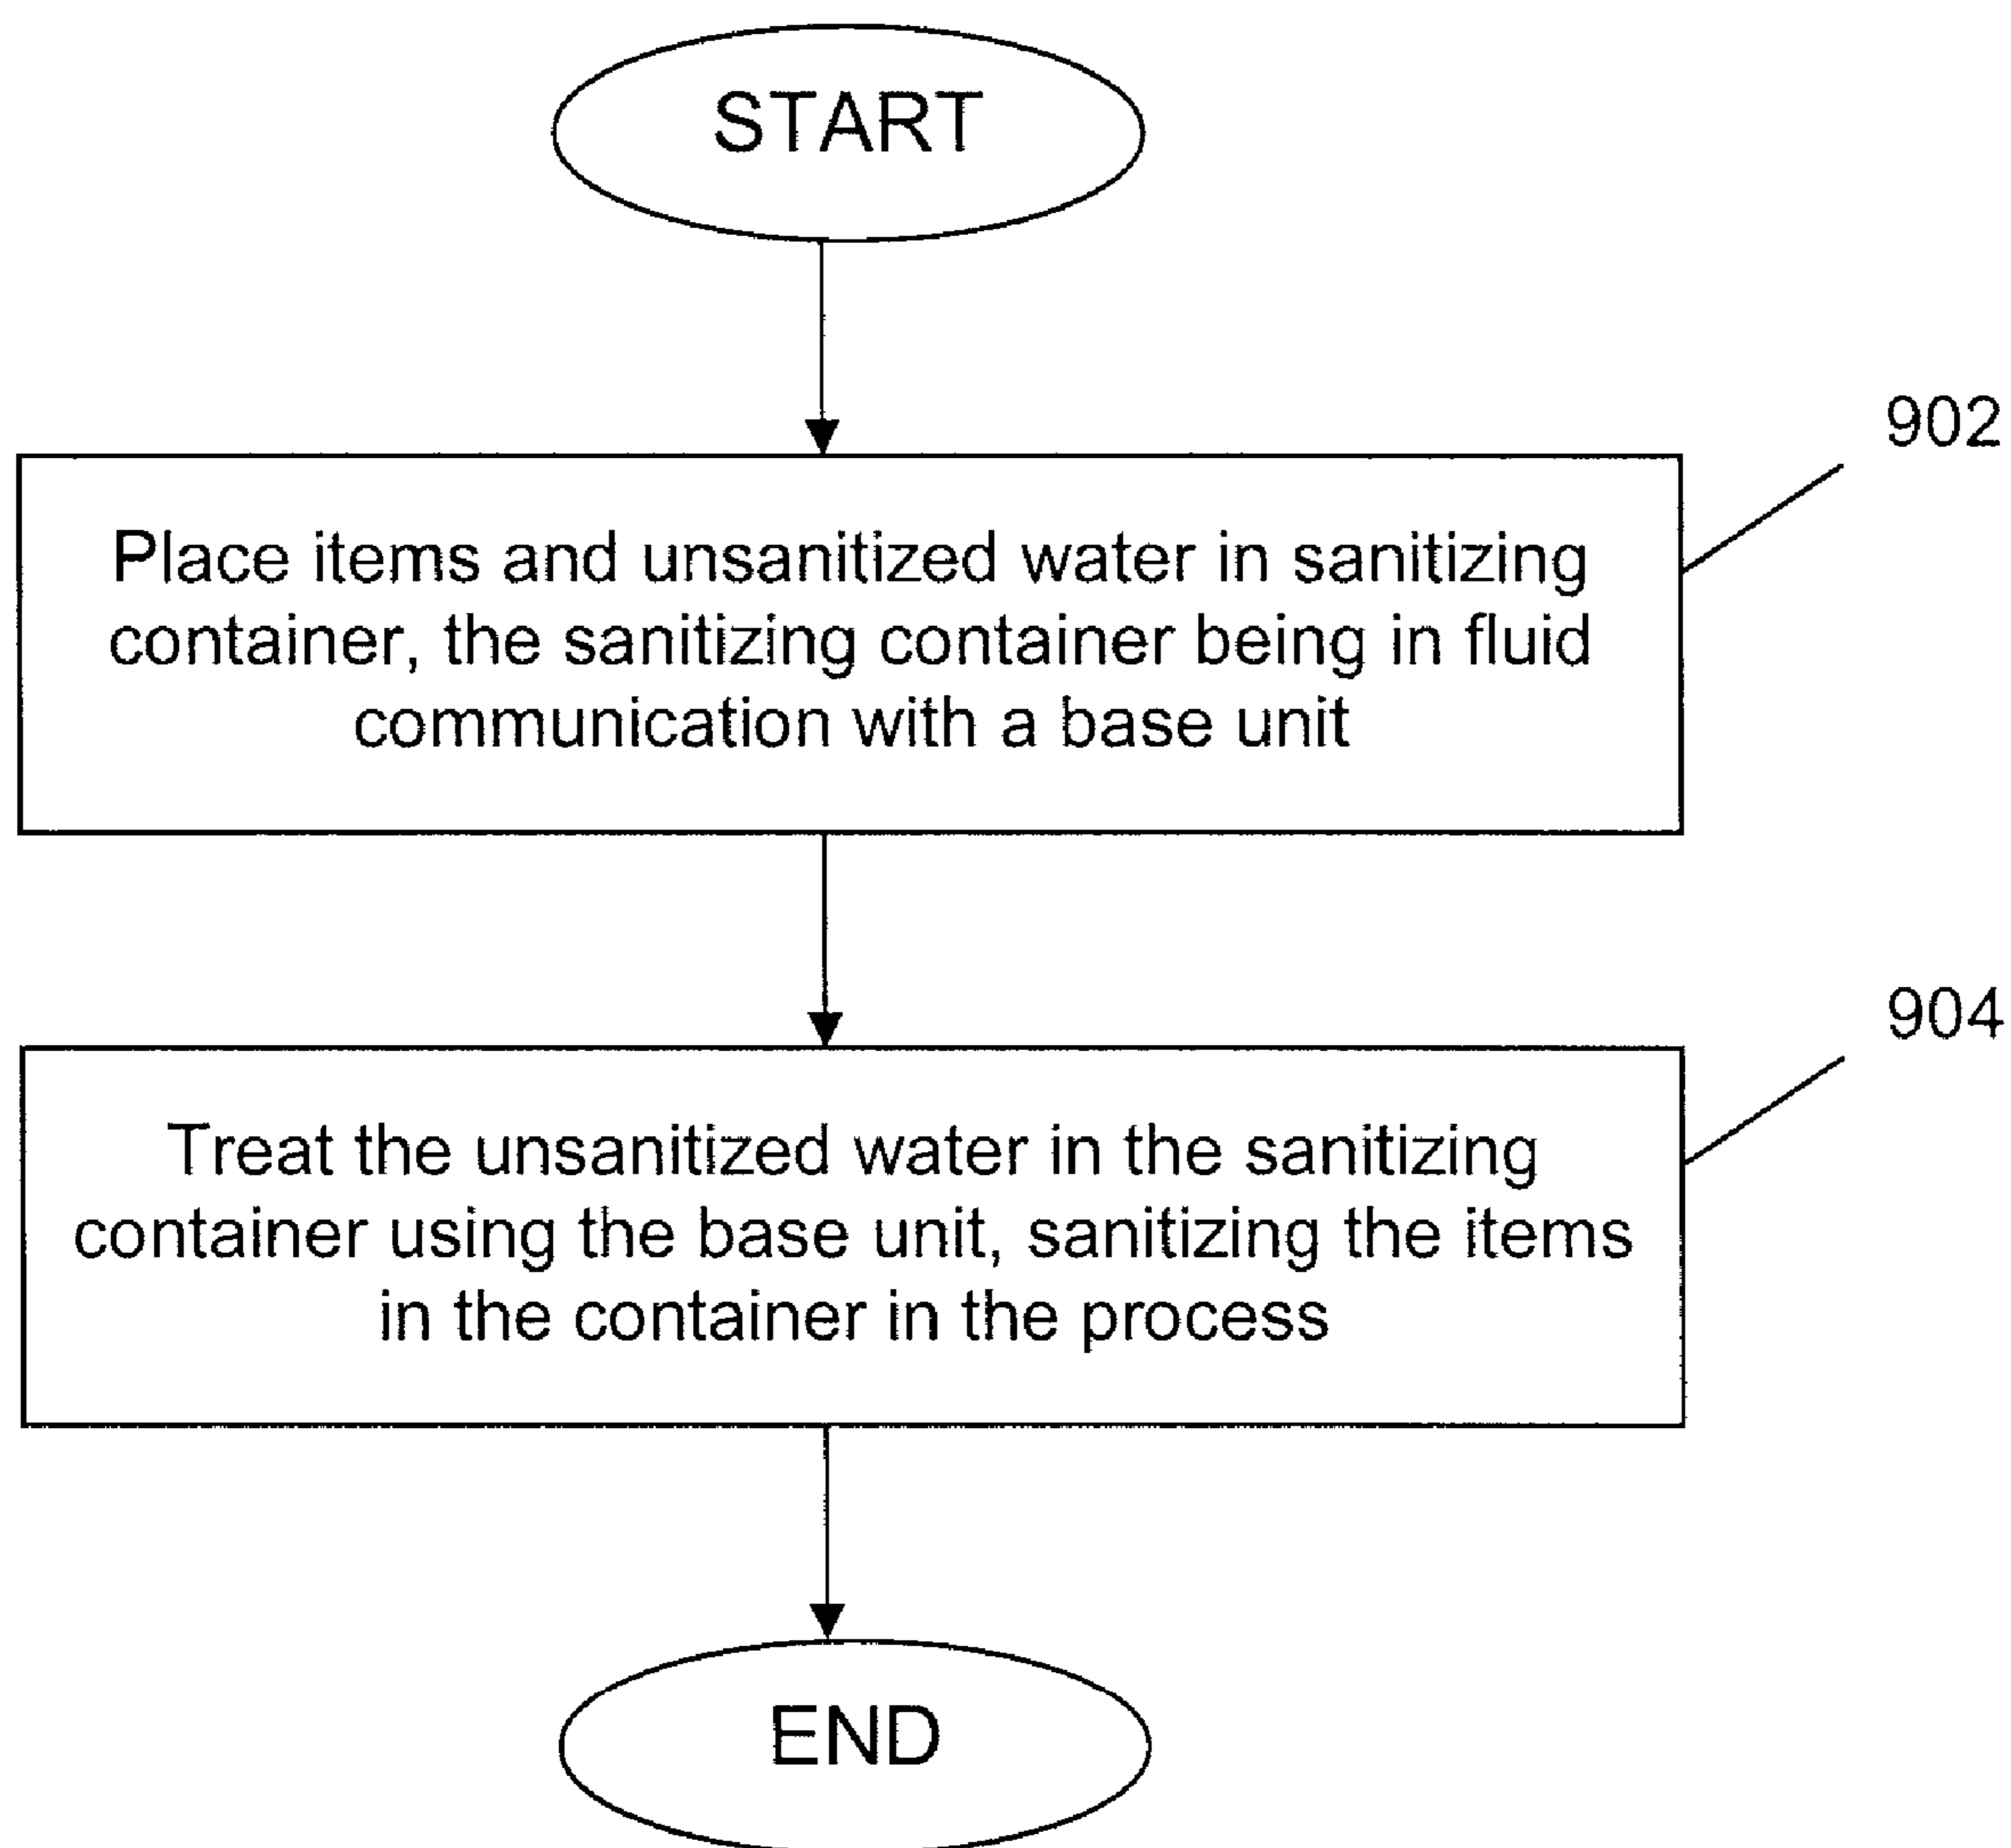 START
902
Place items and unsanitized water in sanitizing
container, the sanitizing container being in fluid
communication with a base unit
904
Treat the unsanitized water in the sanitizing
container using the base unit, sanitizing the items
in the container in the process
END